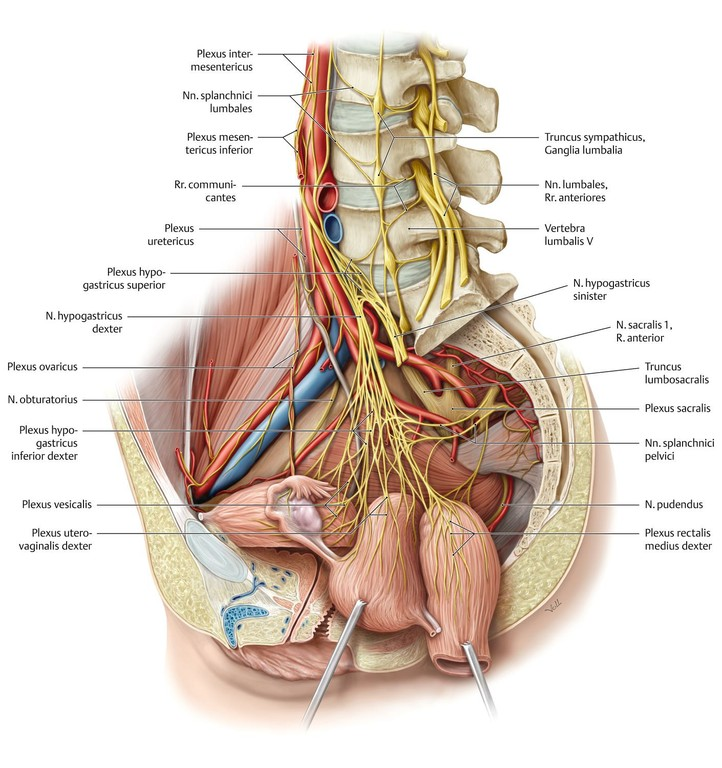 Plexus inter-
mesentericus
Nn. splanchnici
lumbales
Plexus mesen-
tericus inferior
Rr. communi-
cantes
Plexus
uretericus
Plexus hypo-
gastricus superior
N. hypogastricus
dexter
Plexus ovaricus
N. obturatorius
Plexus hypo-
gastricus
inferior dexter
Plexus vesicalis
Plexus utero-
vaginalis dexter
Truncus sympathicus,
Ganglia lumbalia
Nn. lumbales,
Rr. anteriores
Vertebra
lumbalis V
N. hypogastricus
sinister
N. sacralis 1,
R. anterior
Truncus
lumbosacralis
Plexus sacralis
Nn. splanchnici
pelvici
N. pudendus
Plexus rectalis
medius dexter